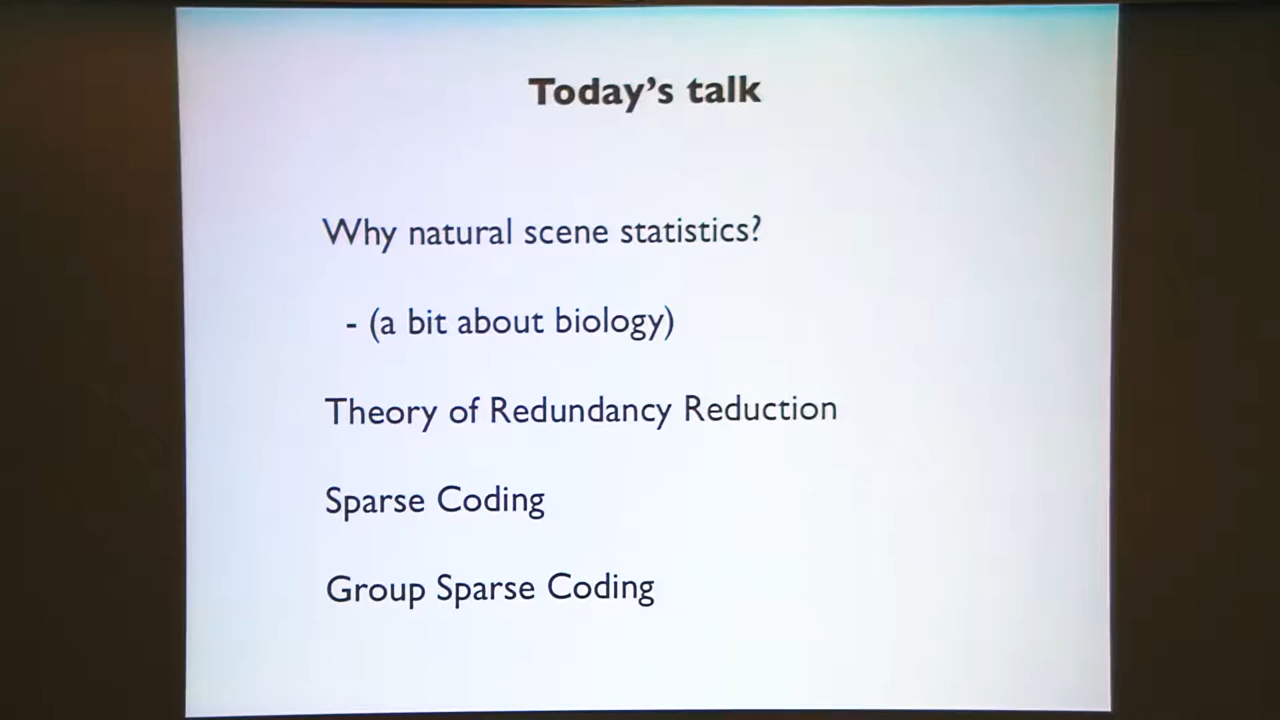 Today's talk
Why natural scene statistics?
- (a bit about biology)
Theory of Redundancy Reduction
Sparse Coding
Group Sparse Coding